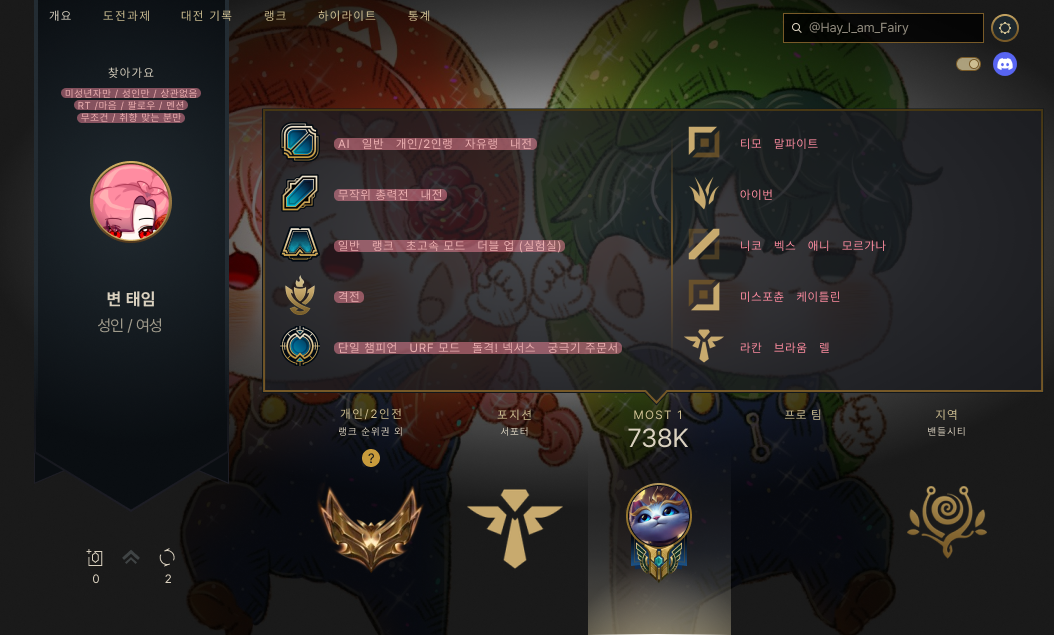 개요 도전과제 대전 기록 랭크 하이라이트 통계
@Hay_I_am_Fairy
찾아가요
미성년자만 / 성인만 / 상관없음
RT /마음 / 팔로우 / 멘션
무조건 / 취향 맞는 분만
변 태임
성인 / 여성
AI 일반 개인/2인랭 자유랭 내전
무작위 총력전 내전
일반 랭크 초고속 모드 더블 업 (실험실)
격전
단일 챔피언 URF 모드 돌격! 넥서스 궁극기 주문서
티모 말파이트
아이번
니코 벡스 애니 모르가나
미스포츈 케이틀린
라칸 브라움 렐
개인/2인전
랭크 순위권 외
?
포지션
서포터
MOST 1
738K
프로 팀
지역
밴들시티
0
2